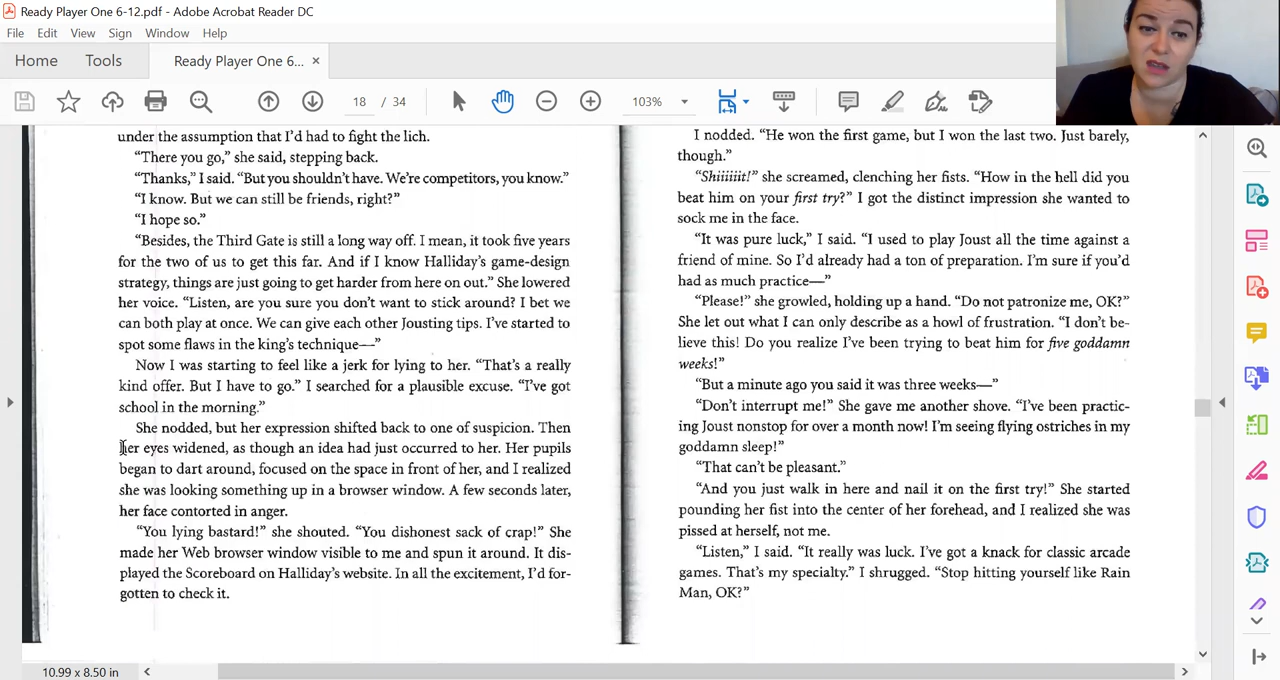 Ready Player One 6-12.pdf - Adobe Acrobat Reader DC
File Edit View Sign Window Help
Home Tools Ready Player One 6... ×
18 / 34 103%
under the assumption that I'd had to fight the lich.
"There you go," she said, stepping back.
"Thanks," I said. "But you shouldn't have. We're competitors, you know."
"I know. But we can still be friends, right?"
"I hope so."
"Besides, the Third Gate is still a long way off. I mean, it took five years
for the two of us to get this far. And if I know Halliday's game-design
strategy, things are just going to get harder from here on out." She lowered
her voice. "Listen, are you sure you don't want to stick around? I bet we
can both play at once. We can give each other Jousting tips. I've started to
spot some flaws in the king's technique—"
Now I was starting to feel like a jerk for lying to her. "That's a really
kind offer. But I have to go." I searched for a plausible excuse. "I've got
school in the morning."
She nodded, but her expression shifted back to one of suspicion. Then
her eyes widened, as though an idea had just occurred to her. Her pupils
began to dart around, focused on the space in front of her, and I realized
she was looking something up in a browser window. A few seconds later,
her face contorted in anger.
"You lying bastard!" she shouted. "You dishonest sack of crap!" She
made her Web browser window visible to me and spun it around. It dis-
played the Scoreboard on Halliday's website. In all the excitement, I'd for-
gotten to check it.
I nodded. "He won the first game, but I won the last two. Just barely,
though."
"Shiiiiiit!" she screamed, clenching her fists. "How in the hell did you
beat him on your first try?" I got the distinct impression she wanted to
sock me in the face.
"It was pure luck," I said. "I used to play Joust all the time against a
friend of mine. So I'd already had a ton of preparation. I'm sure if you'd
had as much practice—"
"Please!" she growled, holding up a hand. "Do not patronize me, OK?"
She let out what I can only describe as a howl of frustration. "I don't be-
lieve this! Do you realize I've been trying to beat him for five goddamn
weeks!"
"But a minute ago you said it was three weeks—"
"Don't interrupt me!" She gave me another shove. "I've been practic-
ing Joust nonstop for over a month now! I'm seeing flying ostriches in my
goddamn sleep!"
"That can't be pleasant."
"And you just walk in here and nail it on the first try!" She started
pounding her fist into the center of her forehead, and I realized she was
pissed at herself, not me.
"Listen," I said. "It really was luck. I've got a knack for classic arcade
games. That's my specialty." I shrugged. "Stop hitting yourself like Rain
Man, OK?"
10.99 x 8.50 in